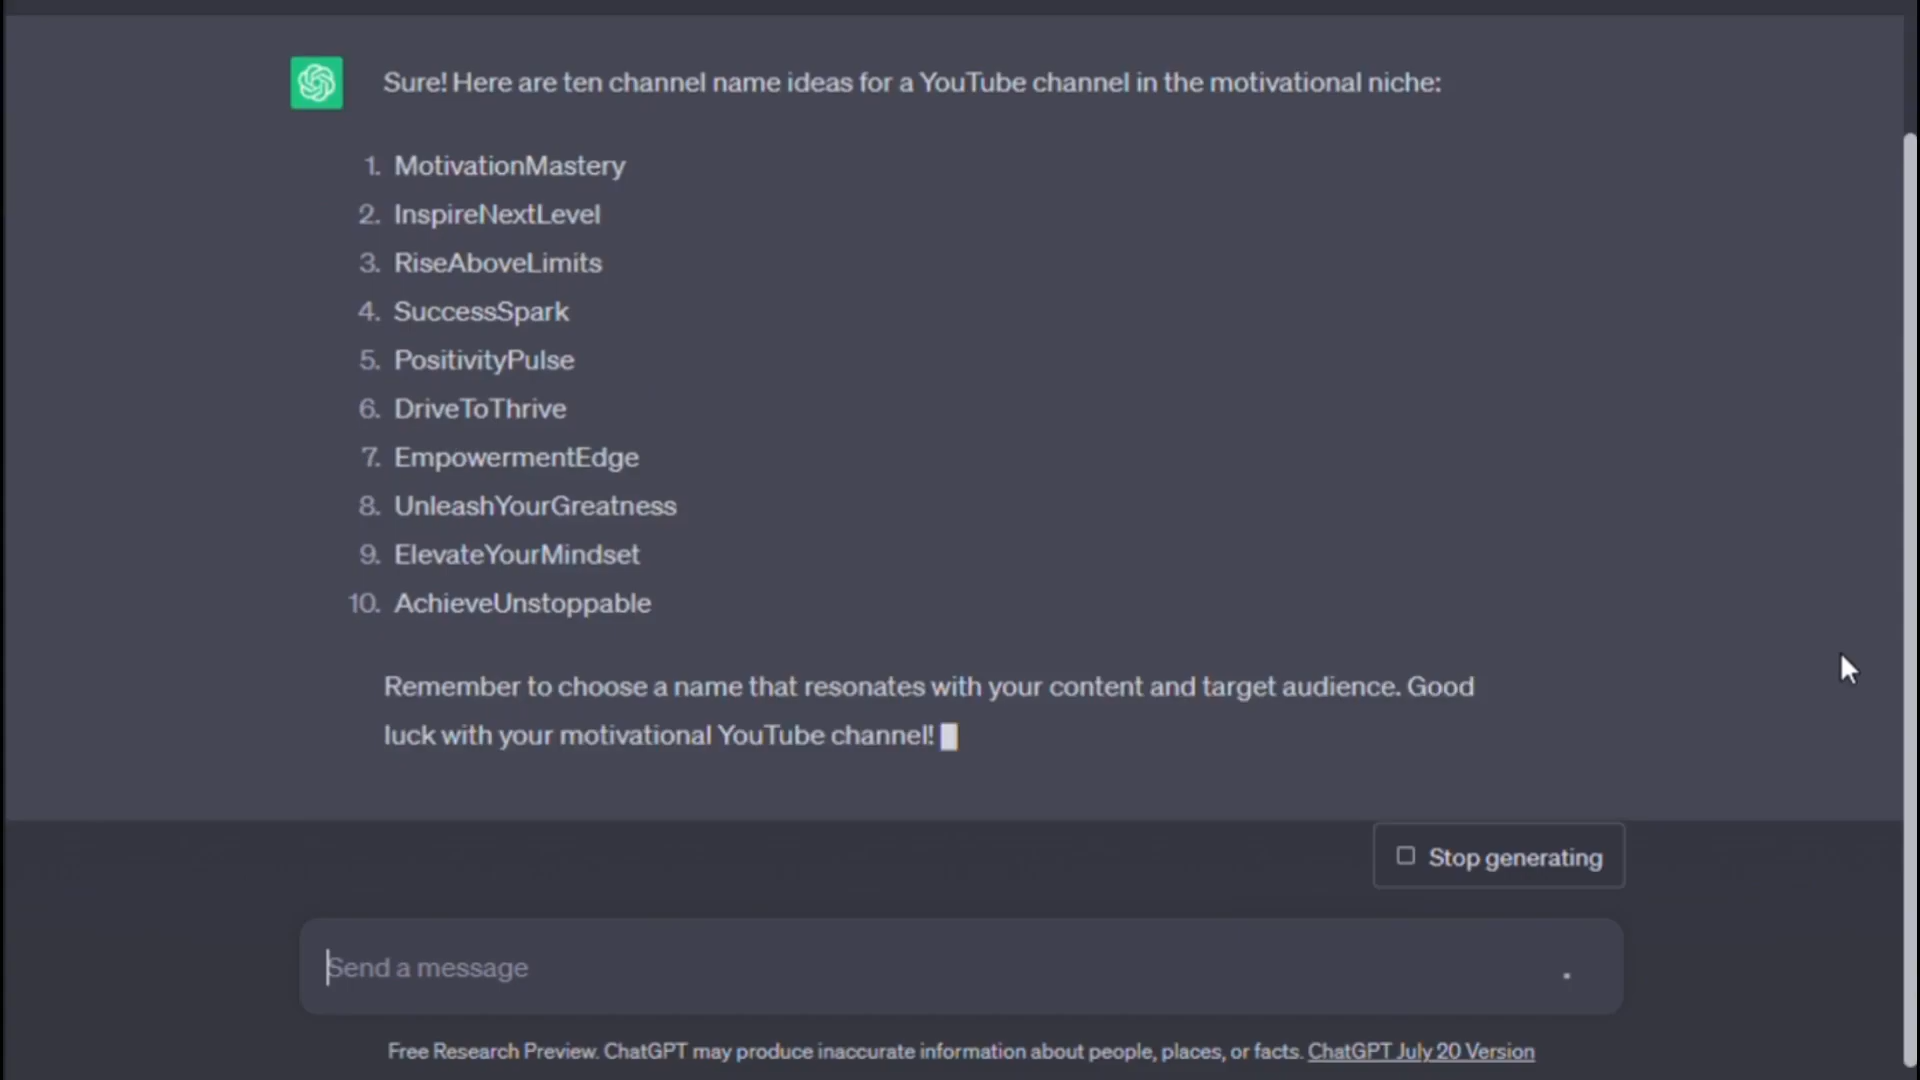 Sure! Here are ten channel name ideas for a YouTube channel in the motivational niche:
1. MotivationMastery
2. InspireNextLevel
3. RiseAboveLimits
4. SuccessSpark
5. PositivityPulse
6. DriveToThrive
7. EmpowermentEdge
8. UnleashYourGreatness
9. ElevateYourMindset
10. AchieveUnstoppable
Remember to choose a name that resonates with your content and target audience. Good
luck with your motivational YouTube channel!
Stop generating
Send a message
Free Research Preview. ChatGPT may produce inaccurate information about people, places, or facts. ChatGPT July 20 Version